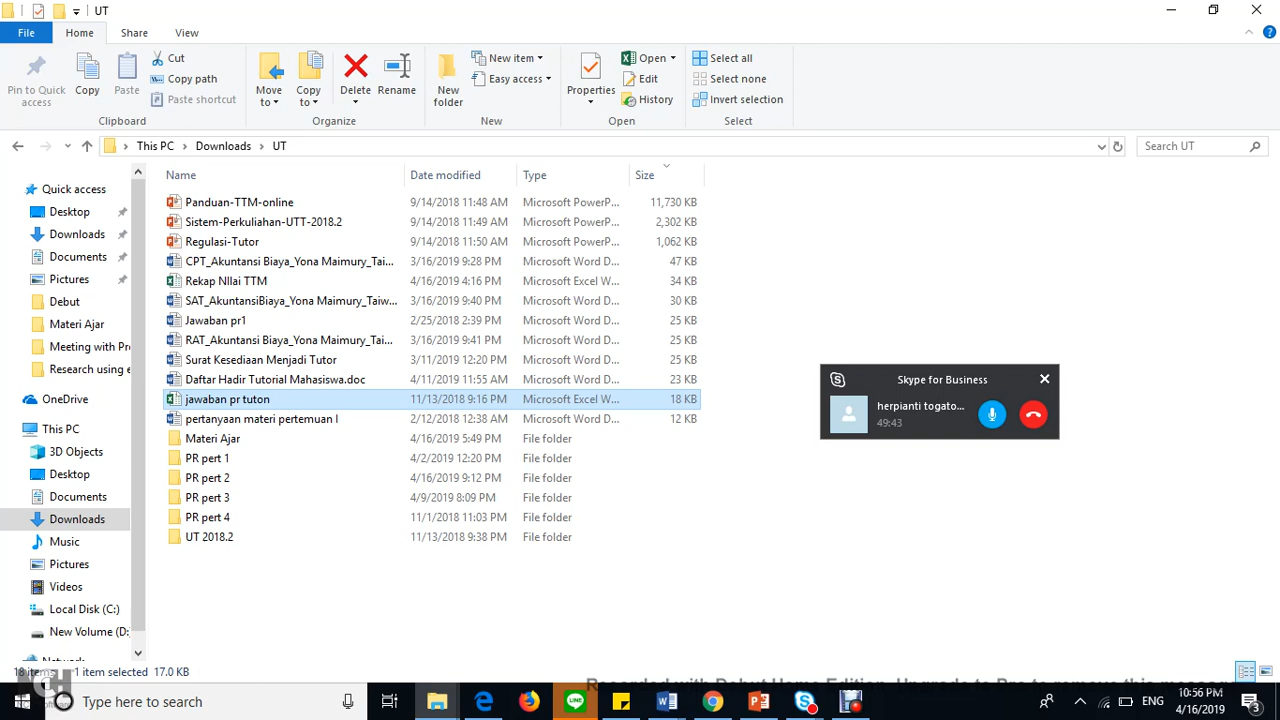 UT
File Home Share View
Pin to Quick access
Copy
Paste
Cut
Copy path
Paste shortcut
Clipboard
Move to
Copy to
Delete
Rename
Organize
New folder
New item
Easy access
New
Properties
Open
Edit
History
Open
Select all
Select none
Invert selection
Select
This PC Downloads UT
Search UT
Quick access
Desktop
Downloads
Documents
Pictures
Debut
Materi Ajar
Meeting with Pr
Research using e
OneDrive
This PC
3D Objects
Desktop
Documents
Downloads
Music
Pictures
Videos
Local Disk (C:)
New Volume (D:
Network
Name Date modified Type Size
Panduan-TTM-online 9/14/2018 11:48 AM Microsoft PowerP... 11,730 KB
Sistem-Perkuliahan-UTT-2018.2 9/14/2018 11:49 AM Microsoft PowerP... 2,302 KB
Regulasi-Tutor 9/14/2018 11:50 AM Microsoft PowerP... 1,062 KB
CPT_Akuntansi Biaya_Yona Maimury_Tai... 3/16/2019 9:28 PM Microsoft Word D... 47 KB
Rekap NIlai TTM 4/16/2019 4:16 PM Microsoft Excel W... 34 KB
SAT_AkuntansiBiaya_Yona Maimury_Taiw... 3/16/2019 9:40 PM Microsoft Word D... 30 KB
Jawaban pr1 2/25/2018 2:39 PM Microsoft Word D... 25 KB
RAT_Akuntansi Biaya_Yona Maimury_Tai... 3/16/2019 9:41 PM Microsoft Word D... 25 KB
Surat Kesediaan Menjadi Tutor 3/11/2019 12:20 PM Microsoft Word D... 25 KB
Daftar Hadir Tutorial Mahasiswa.doc 4/11/2019 11:55 AM Microsoft Word D... 23 KB
jawaban pr tuton 11/13/2018 9:16 PM Microsoft Excel W... 18 KB
pertanyaan materi pertemuan I 2/12/2018 12:38 AM Microsoft Word D... 12 KB
Materi Ajar 4/16/2019 5:49 PM File folder
PR pert 1 4/2/2019 12:20 PM File folder
PR pert 2 4/16/2019 9:12 PM File folder
PR pert 3 4/9/2019 8:09 PM File folder
PR pert 4 11/1/2018 11:03 PM File folder
UT 2018.2 11/13/2018 9:38 PM File folder
Skype for Business
herpianti togato...
49:43
18 items 1 item selected 17.0 KB
Type here to search
LINE
ENG
10:56 PM
4/16/2019
3